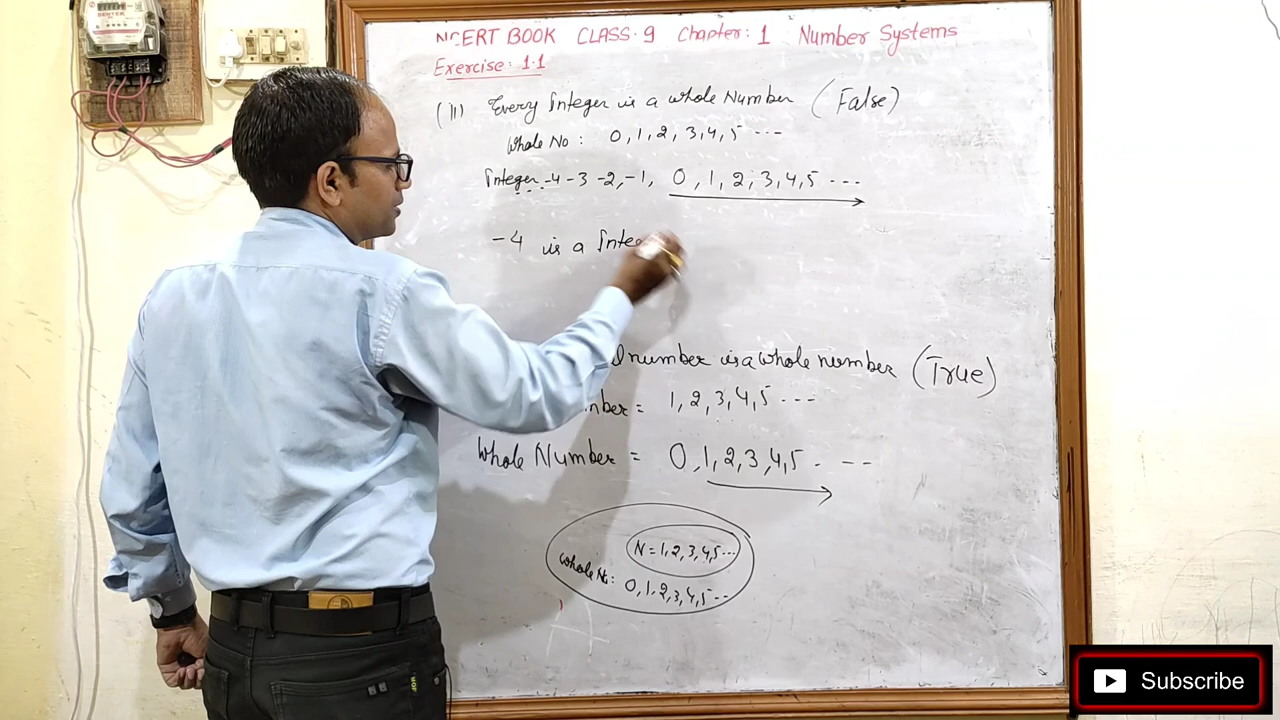 NCERT BOOK CLASS·9 Chapter: 1 Number Systems
Exercise: 1·1
(ii) Every Integer is a whole Number (False)
Whole No: 0, 1, 2, 3, 4, 5 ---
Integer ... -4 -3 -2, -1, 0, 1, 2, 3, 4, 5 ---
-4 is a Inte
number is a whole number (True)
mber = 1, 2, 3, 4, 5 ---
Whole Number = 0, 1, 2, 3, 4, 5 . --
N = 1, 2, 3, 4, 5 ...
Whole No: 0, 1, 2, 3, 4, 5 --
Subscribe